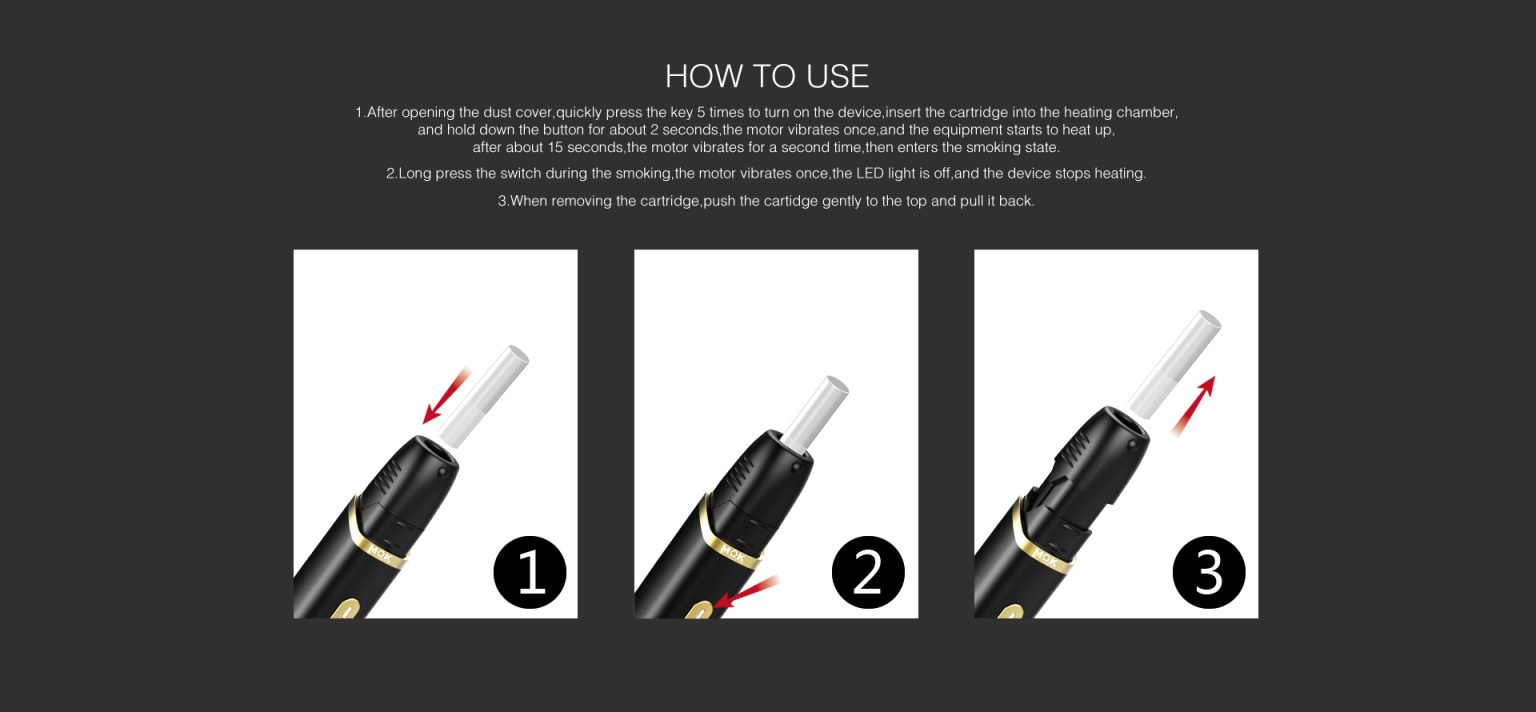 HOW TO USE
1.After opening the dust cover,quickly press the key 5 times to turn on the device,insert the cartridge into the heating chamber,
and hold down the button for about 2 seconds,the motor vibrates once,and the equipment starts to heat up,
after about 15 seconds,the motor vibrates for a second time,then enters the smoking state.
2.Long press the switch during the smoking,the motor vibrates once,the LED light is off,and the device stops heating.
3.When removing the cartridge,push the cartidge gently to the top and pull it back.
MOK
1
MOK
2
MOK
3